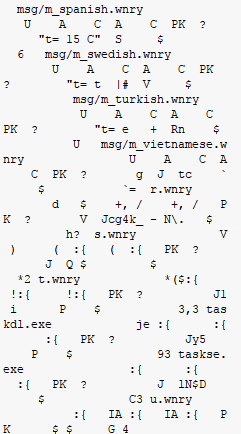 msg/m_spanish.wnry
U A C A C PK ?
"t= 15 C" S $
6 msg/m_swedish.wnry
U A C A C PK
? "t= t |# V $
msg/m_turkish.wnry
U A C A C
PK ? "t= e + Rn $
U msg/m_vietnamese.w
nry U A C A
C PK ? g J tc `
$ `= r.wnry
d $ +, / +, / P
K ? V Jcg4k_ - N\. $
h? s.wnry V
) ( :{ ( :{ PK ?
J Q $ $
*2 t.wnry *($:{
!:{ !:{ PK ? J1
i P $ 3,3 tas
kdl.exe je :{ :{
:{ PK ? Jy5
P $ 93 taskse.
exe :{ :{
:{ PK ? J lN$D
$ C3 u.wnry
:{ IA :{ IA :{ P
K $ $ G 4